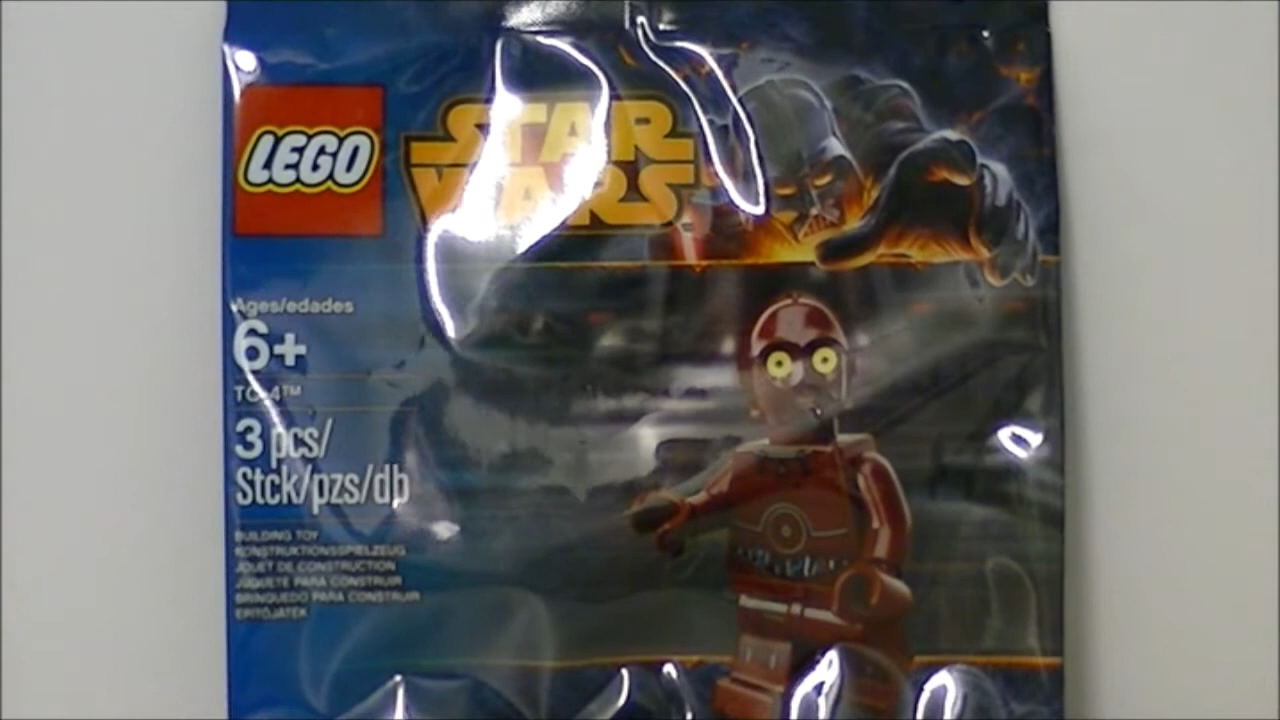 LEGO
STAR
WARS
Ages/edades
6+
TC-4™
3 pcs/
Stck/pzs/db
BUILDING TOY
KONSTRUKTIONSSPIELZEUG
JOUET DE CONSTRUCTION
JUGUETE PARA CONSTRUIR
BRINQUEDO PARA CONSTRUIR
ÉPÍTŐJÁTÉK